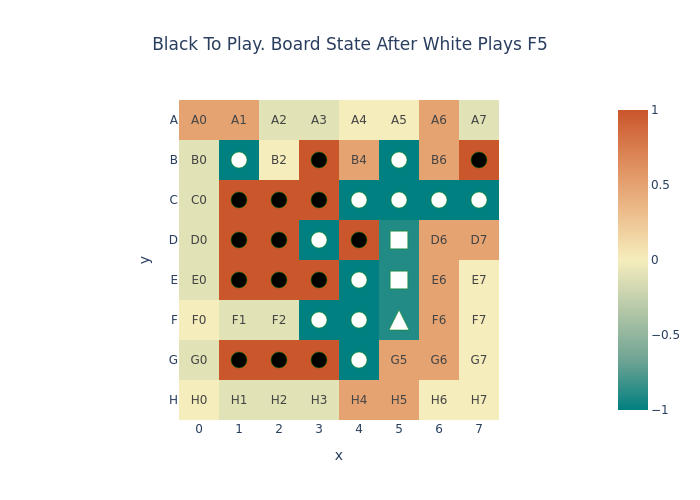 Black To Play. Board State After White Plays F5
A A0 A1 A2 A3 A4 A5 A6 A7
B B0 B2 B4 B6
C C0
D D0 D6 D7
E E0 E6 E7
F F0 F1 F2 F6 F7
G G0 G5 G6 G7
H H0 H1 H2 H3 H4 H5 H6 H7
0 1 2 3 4 5 6 7
x
y
1
0.5
0
−0.5
−1